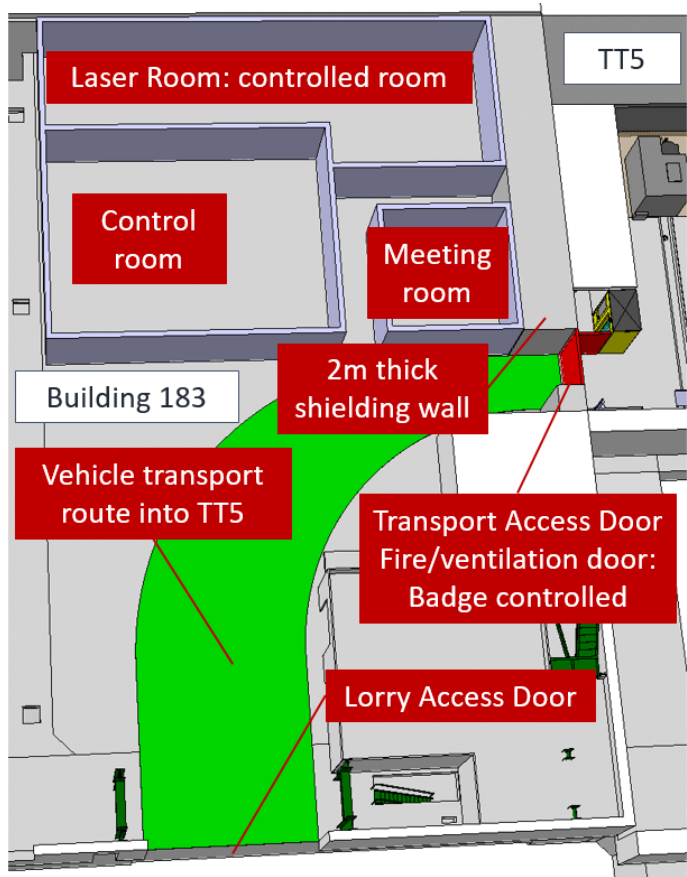 Laser Room: controlled room
TT5
Control
room
Meeting
room
2m thick
shielding wall
Building 183
Vehicle transport
route into TT5
Transport Access Door
Fire/ventilation door:
Badge controlled
Lorry Access Door